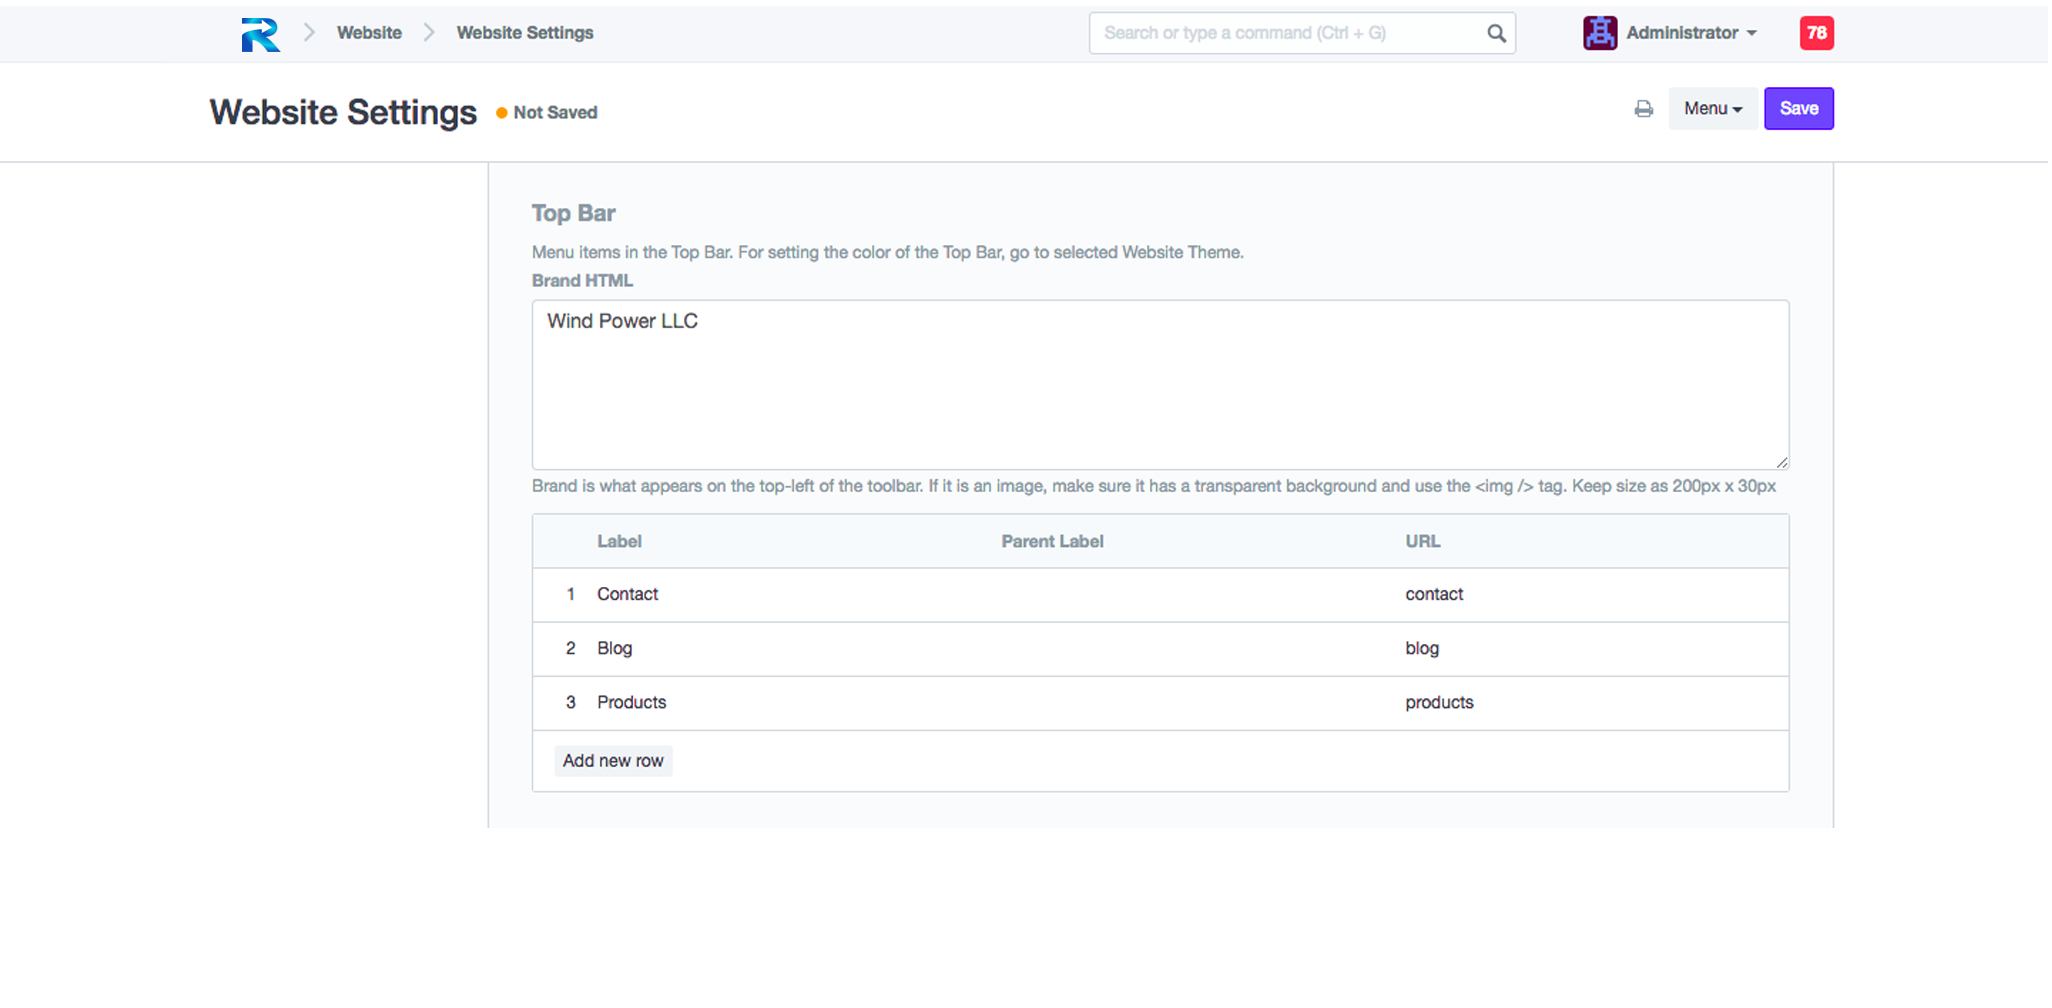 Website Website Settings Search or type a command (Ctrl + G) Administrator 78
Website Settings Not Saved Menu Save
Top Bar
Menu items in the Top Bar. For setting the color of the Top Bar, go to selected Website Theme.
Brand HTML
Wind Power LLC
Brand is what appears on the top-left of the toolbar. If it is an image, make sure it has a transparent background and use the <img /> tag. Keep size as 200px x 30px
Label Parent Label URL
1 Contact contact
2 Blog blog
3 Products products
Add new row